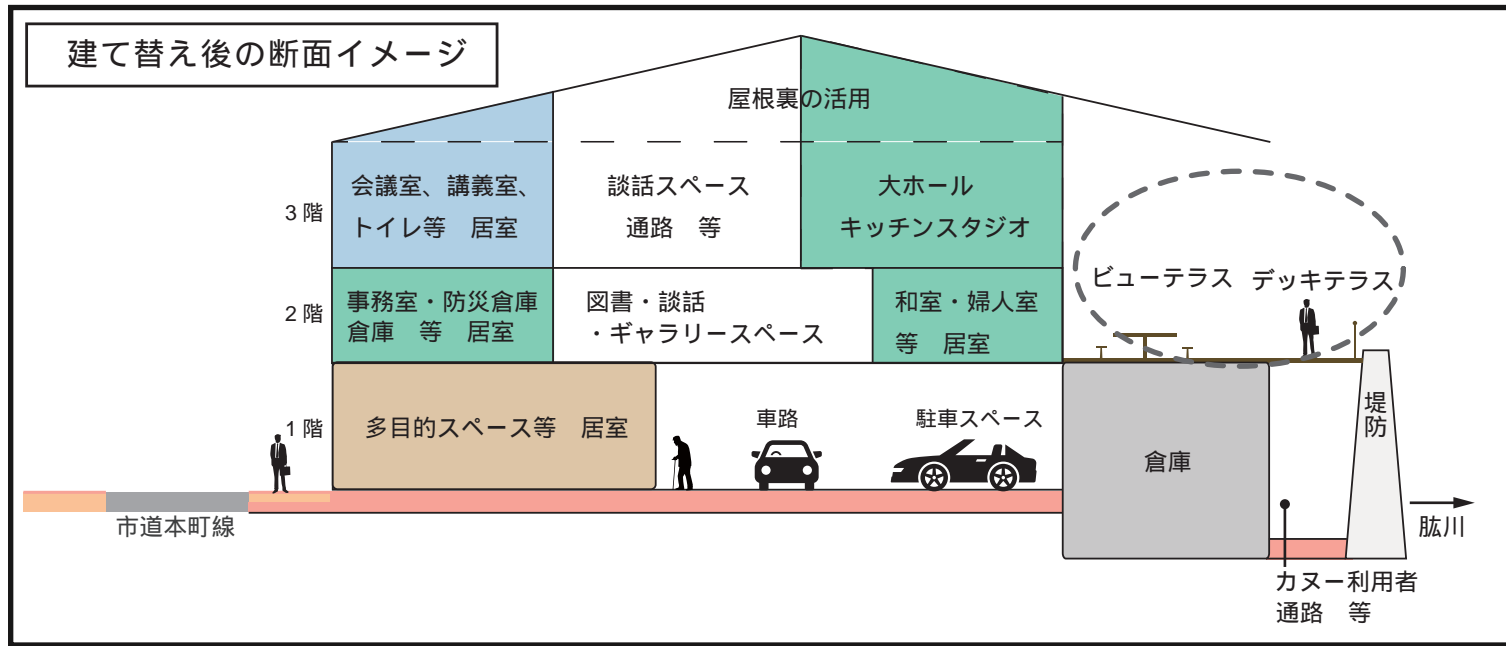 建て替え後の断面イメージ
屋根裏の活用
3 階
会議室、講義室、
トイレ等　居室
談話スペース
通路　等
大ホール
キッチンスタジオ
ビューテラス
デッキテラス
2 階
事務室・防災倉庫
倉庫　等　居室
図書・談話
・ギャラリースペース
和室・婦人室
等　居室
1 階
多目的スペース等　居室
車路
駐車スペース
倉庫
堤防
市道本町線
肱川
カヌー利用者
通路　等